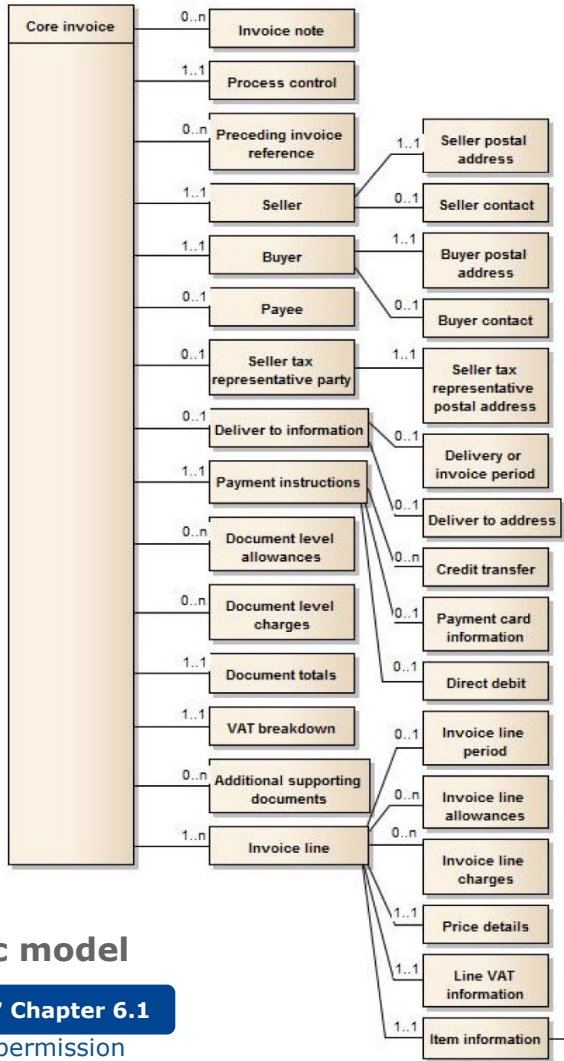 Core invoice
0..n
Invoice note
1..1
Process control
0..n
Preceding invoice
reference
1..1
Seller
1..1
Seller postal
address
0..1
Seller contact
1..1
Buyer
1..1
Buyer postal
address
0..1
Buyer contact
0..1
Payee
0..1
Seller tax
representative party
1..1
Seller tax
representative
postal address
0..1
Deliver to information
0..1
Delivery or
invoice period
0..1
Deliver to address
1..1
Payment instructions
0..n
Credit transfer
0..1
Payment card
information
0..1
Direct debit
0..n
Document level
allowances
0..n
Document level
charges
1..1
Document totals
1..1
VAT breakdown
0..n
Additional supporting
documents
1..n
Invoice line
0..1
Invoice line
period
0..n
Invoice line
allowances
0..n
Invoice line
charges
1..1
Price details
1..1
Line VAT
information
1..1
Item information
c model
' Chapter 6.1
permission